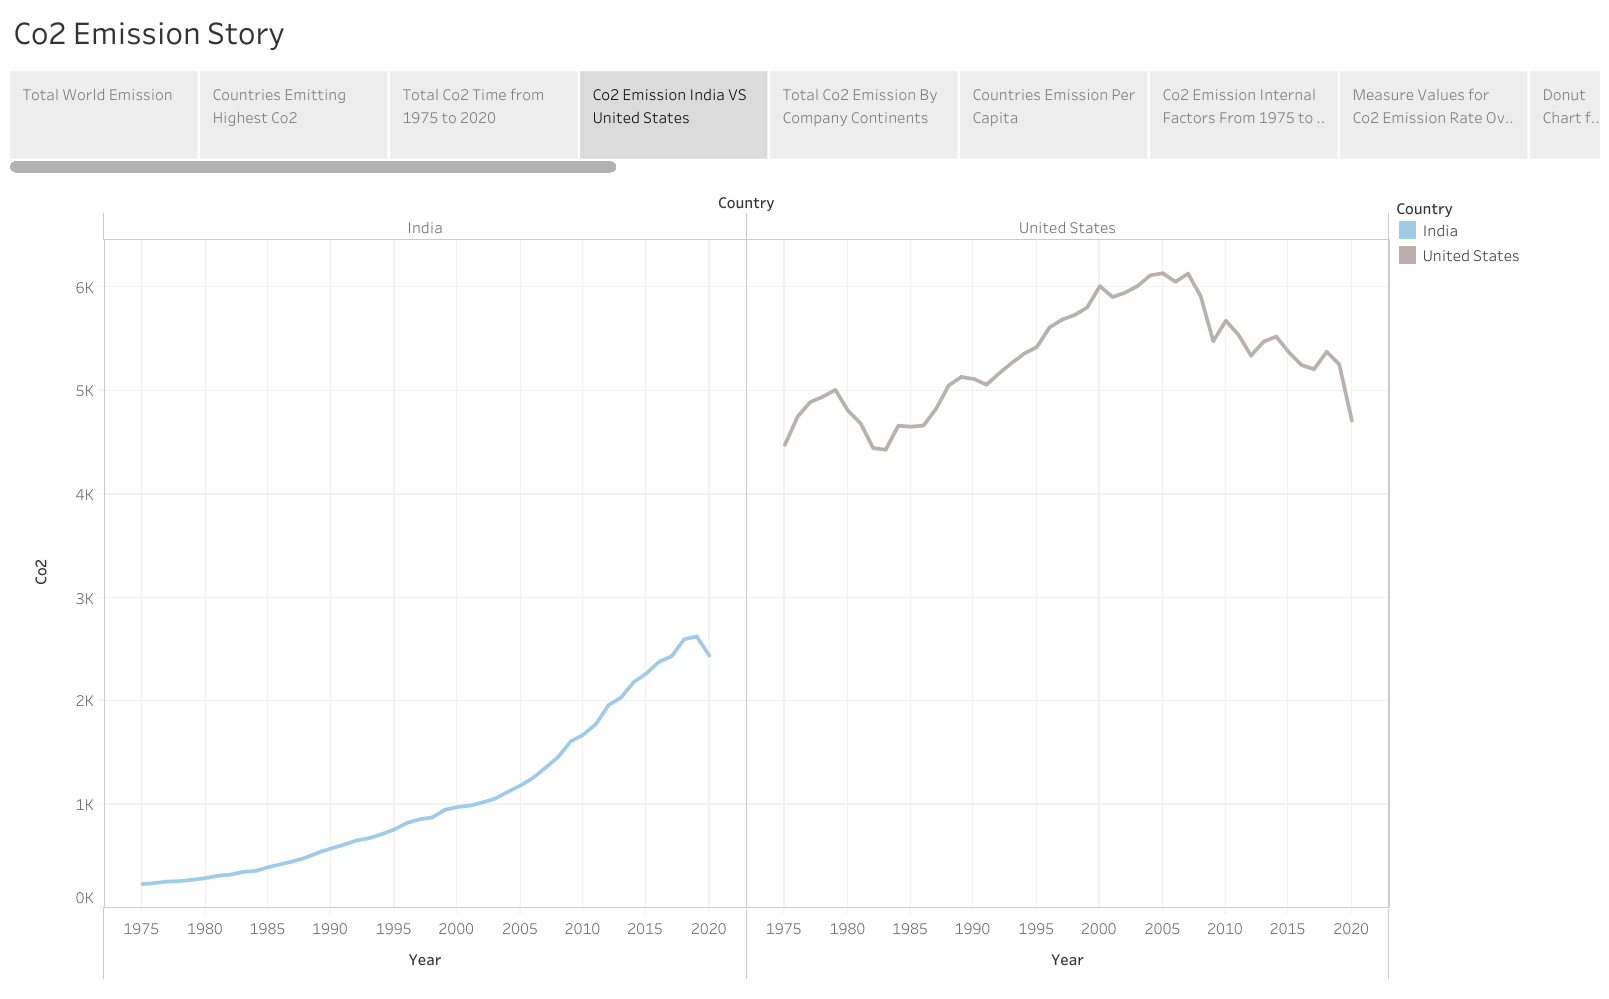 Co2 Emission Story
Total World Emission
Countries Emitting
Highest Co2
Total Co2 Time from
1975 to 2020
Co2 Emission India VS
United States
Total Co2 Emission By
Company Continents
Countries Emission Per
Capita
Co2 Emission Internal
Factors From 1975 to ..
Measure Values for
Co2 Emission Rate Ov..
Donut
Chart f..
Country
India
United States
Country
India
United States
Co2
6K
5K
4K
3K
2K
1K
0K
1975 1980 1985 1990 1995 2000 2005 2010 2015 2020
1975 1980 1985 1990 1995 2000 2005 2010 2015 2020
Year
Year